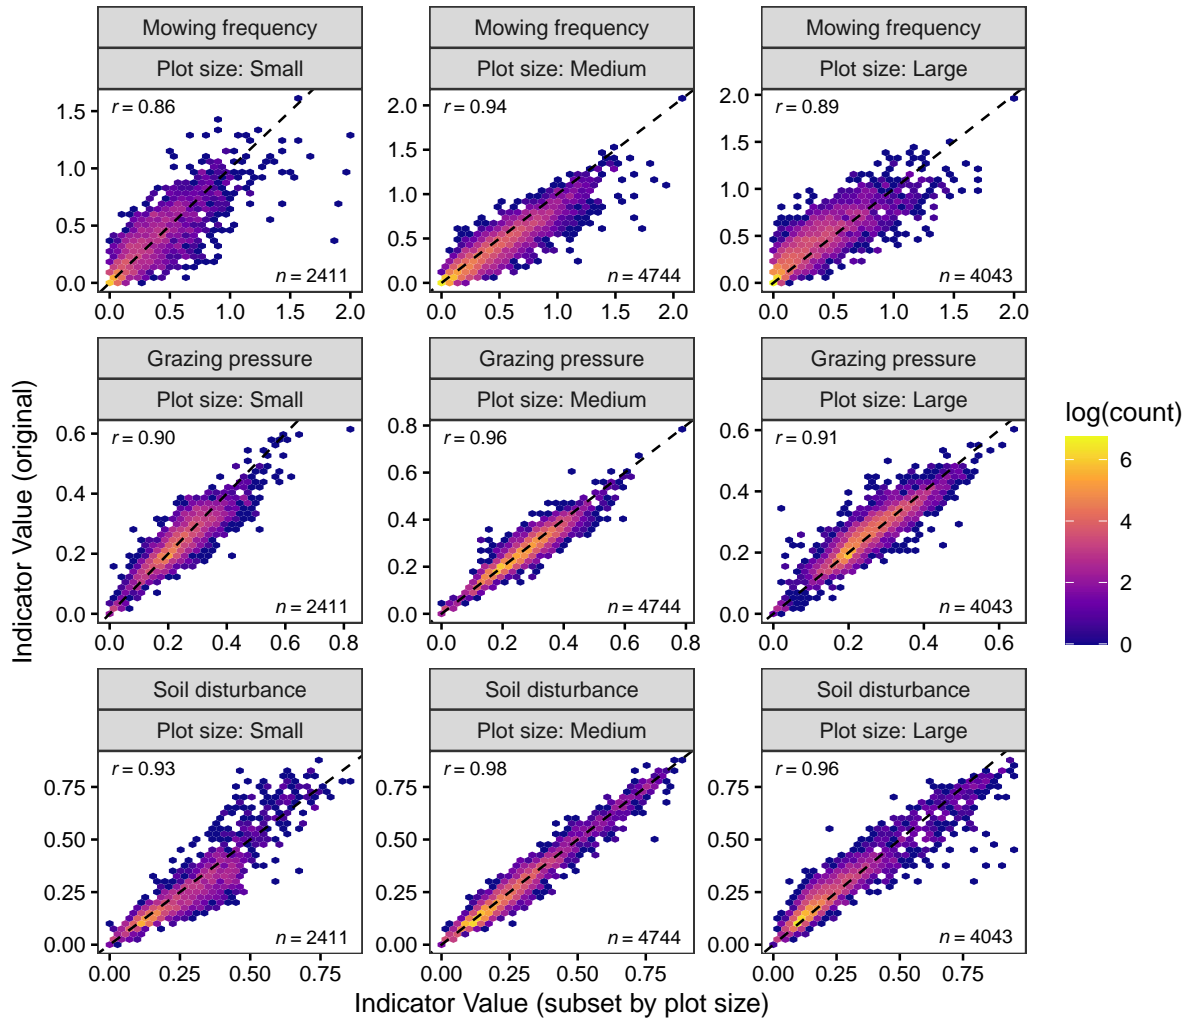 Mowing frequency
Plot size: Small
r = 0.86
n = 2411
1.5
1.0
0.5
0.0
0.0 0.5 1.0 1.5 2.0
Mowing frequency
Plot size: Medium
r = 0.94
n = 4744
2.0
1.5
1.0
0.5
0.0
0.0 0.5 1.0 1.5 2.0
Mowing frequency
Plot size: Large
r = 0.89
n = 4043
2.0
1.5
1.0
0.5
0.0
0.0 0.5 1.0 1.5 2.0
Grazing pressure
Plot size: Small
r = 0.90
n = 2411
0.6
0.4
0.2
0.0
0.0 0.2 0.4 0.6 0.8
Grazing pressure
Plot size: Medium
r = 0.96
n = 4744
0.8
0.6
0.4
0.2
0.0
0.0 0.2 0.4 0.6 0.8
Grazing pressure
Plot size: Large
r = 0.91
n = 4043
0.6
0.4
0.2
0.0
0.0 0.2 0.4 0.6
Soil disturbance
Plot size: Small
r = 0.93
n = 2411
0.75
0.50
0.25
0.00
0.00 0.25 0.50 0.75
Soil disturbance
Plot size: Medium
r = 0.98
n = 4744
0.75
0.50
0.25
0.00
0.00 0.25 0.50 0.75
Soil disturbance
Plot size: Large
r = 0.96
n = 4043
0.75
0.50
0.25
0.00
0.00 0.25 0.50 0.75
Indicator Value (original)
Indicator Value (subset by plot size)
log(count)
6
4
2
0